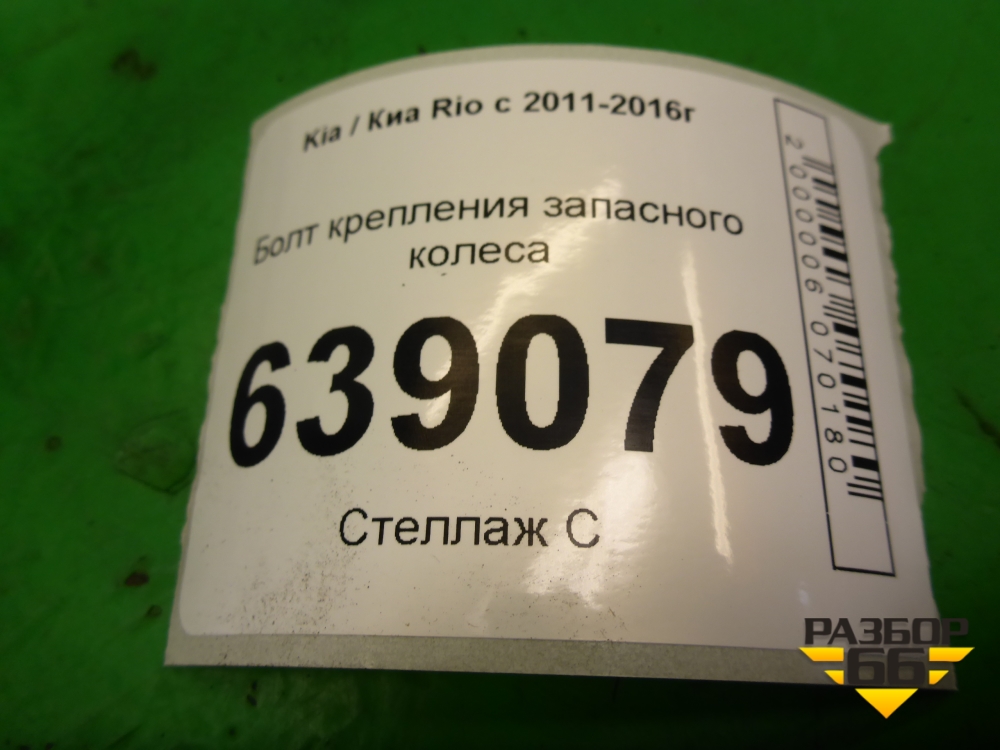 Kia / Киа Rio с 2011-2016г
Болт крепления запасного
колеса
639079
Стеллаж С
2000006070180
РАЗБОР
66